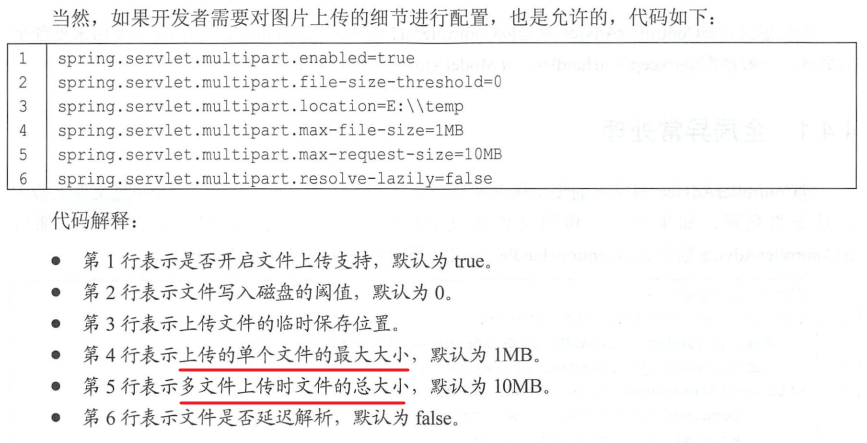 当然，如果开发者需要对图片上传的细节进行配置，也是允许的，代码如下：
1 spring.servlet.multipart.enabled=true
2 spring.servlet.multipart.file-size-threshold=0
3 spring.servlet.multipart.location=E:\\temp
4 spring.servlet.multipart.max-file-size=1MB
5 spring.servlet.multipart.max-request-size=10MB
6 spring.servlet.multipart.resolve-lazily=false
代码解释：
● 第 1 行表示是否开启文件上传支持，默认为 true。
● 第 2 行表示文件写入磁盘的阈值，默认为 0。
● 第 3 行表示上传文件的临时保存位置。
● 第 4 行表示上传的单个文件的最大大小，默认为 1MB。
● 第 5 行表示多文件上传时文件的总大小，默认为 10MB。
● 第 6 行表示文件是否延迟解析，默认为 false。